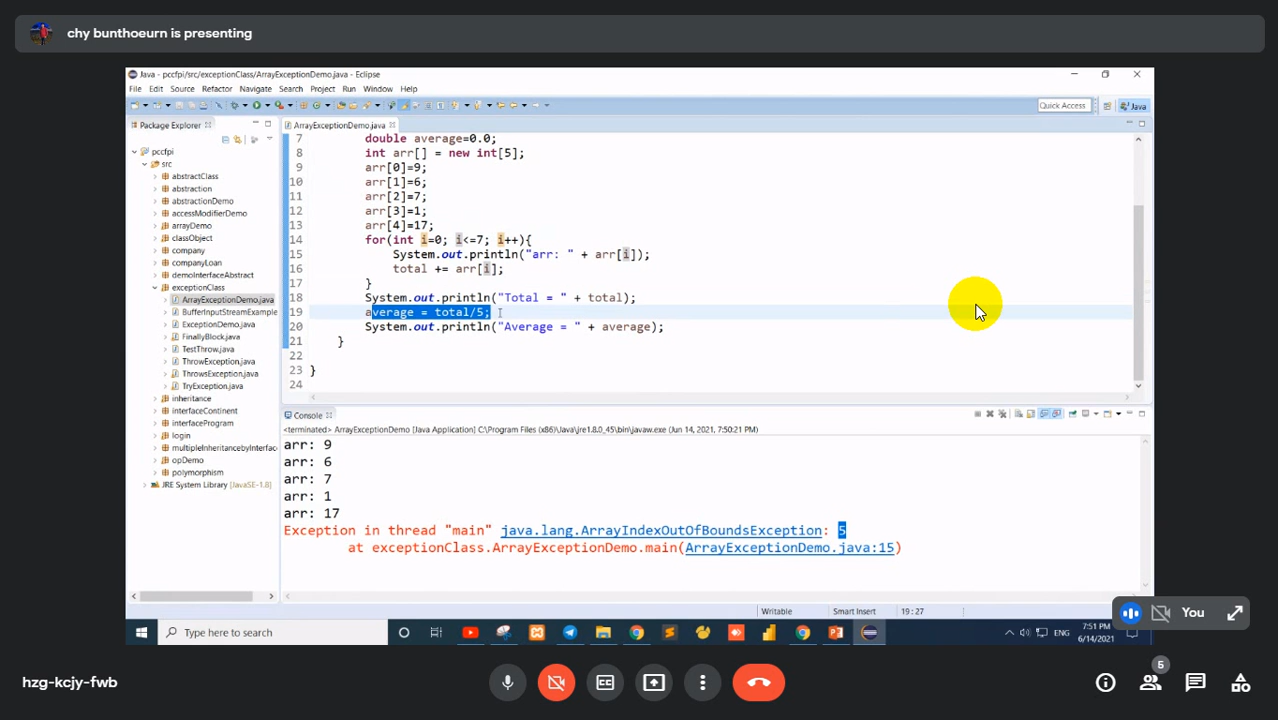 chy bunthoeurn is presenting
Java - pccfpi/src/exceptionClass/ArrayExceptionDemo.java - Eclipse
File Edit Source Refactor Navigate Search Project Run Window Help
Quick Access
Java
Package Explorer
pccfpi
src
abstractClass
abstraction
abstractionDemo
accessModifierDemo
arrayDemo
classObject
company
companyLoan
demoInterfaceAbstract
exceptionClass
ArrayExceptionDemo.java
BufferInputStreamExample
ExceptionDemo.java
FinallyBlock.java
TestThrow.java
ThrowException.java
ThrowsException.java
TryException.java
inheritance
interfaceContinent
interfaceProgram
login
multipleInheritancebyInterfac
opDemo
polymorphism
JRE System Library [JavaSE-1.8]
ArrayExceptionDemo.java
7 double average=0.0;
8 int arr[] = new int[5];
9 arr[0]=9;
10 arr[1]=6;
11 arr[2]=7;
12 arr[3]=1;
13 arr[4]=17;
14 for(int i=0; i<=7; i++){
15 System.out.println("arr: " + arr[i]);
16 total += arr[i];
17 }
18 System.out.println("Total = " + total);
19 average = total/5;
20 System.out.println("Average = " + average);
21 }
22
23 }
24
Console
<terminated> ArrayExceptionDemo [Java Application] C:\Program Files (x86)\Java\jre1.8.0_45\bin\javaw.exe (Jun 14, 2021, 7:50:21 PM)
arr: 9
arr: 6
arr: 7
arr: 1
arr: 17
Exception in thread "main" java.lang.ArrayIndexOutOfBoundsException: 5
at exceptionClass.ArrayExceptionDemo.main(ArrayExceptionDemo.java:15)
Writable
Smart Insert
19 : 27
You
Type here to search
ENG
7:51 PM
6/14/2021
hzg-kcjy-fwb
5